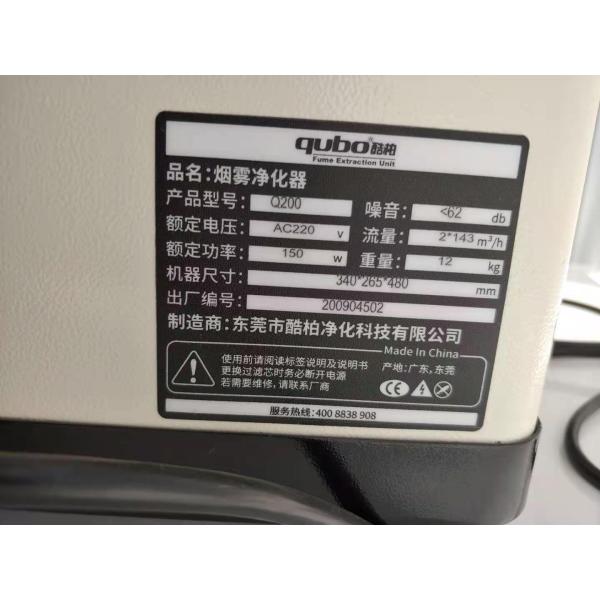 qubo®酷柏
Fume Extraction Unit
品名:烟雾净化器
产品型号: Q200 噪音: <62 db
额定电压: AC220 v 流量: 2*143 m³/h
额定功率: 150 w 重量: 12 kg
机器尺寸: 340*265*480 mm
出厂编号: 200904502
制造商:东莞市酷柏净化科技有限公司
Made In China
使用前请阅读标签说明及说明书
更换过滤芯时务必断开电源
若需要维修,请联系厂商
产地:广东,东莞
CE
服务热线:400 8838 908